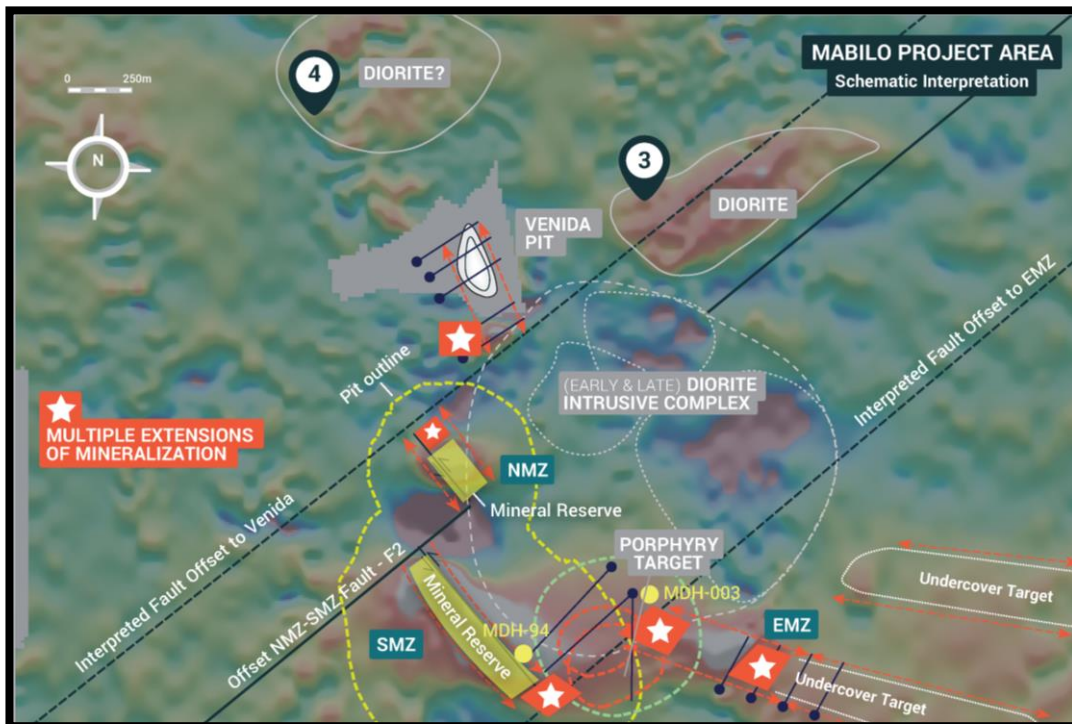 MABILO PROJECT AREA
Schematic Interpretation
0 250m
N
4
DIORITE?
3
DIORITE
VENIDA
PIT
Pit outline
(EARLY & LATE) DIORITE
INTRUSIVE COMPLEX
Interpreted Fault Offset to EMZ
MULTIPLE EXTENSIONS
OF MINERALIZATION
NMZ
Mineral Reserve
Interpreted Fault Offset to Venida
Offset NMZ-SMZ Fault - F2
PORPHYRY
TARGET
MDH-003
Undercover Target
SMZ
Mineral Reserve
MDH-94
EMZ
Undercover Target